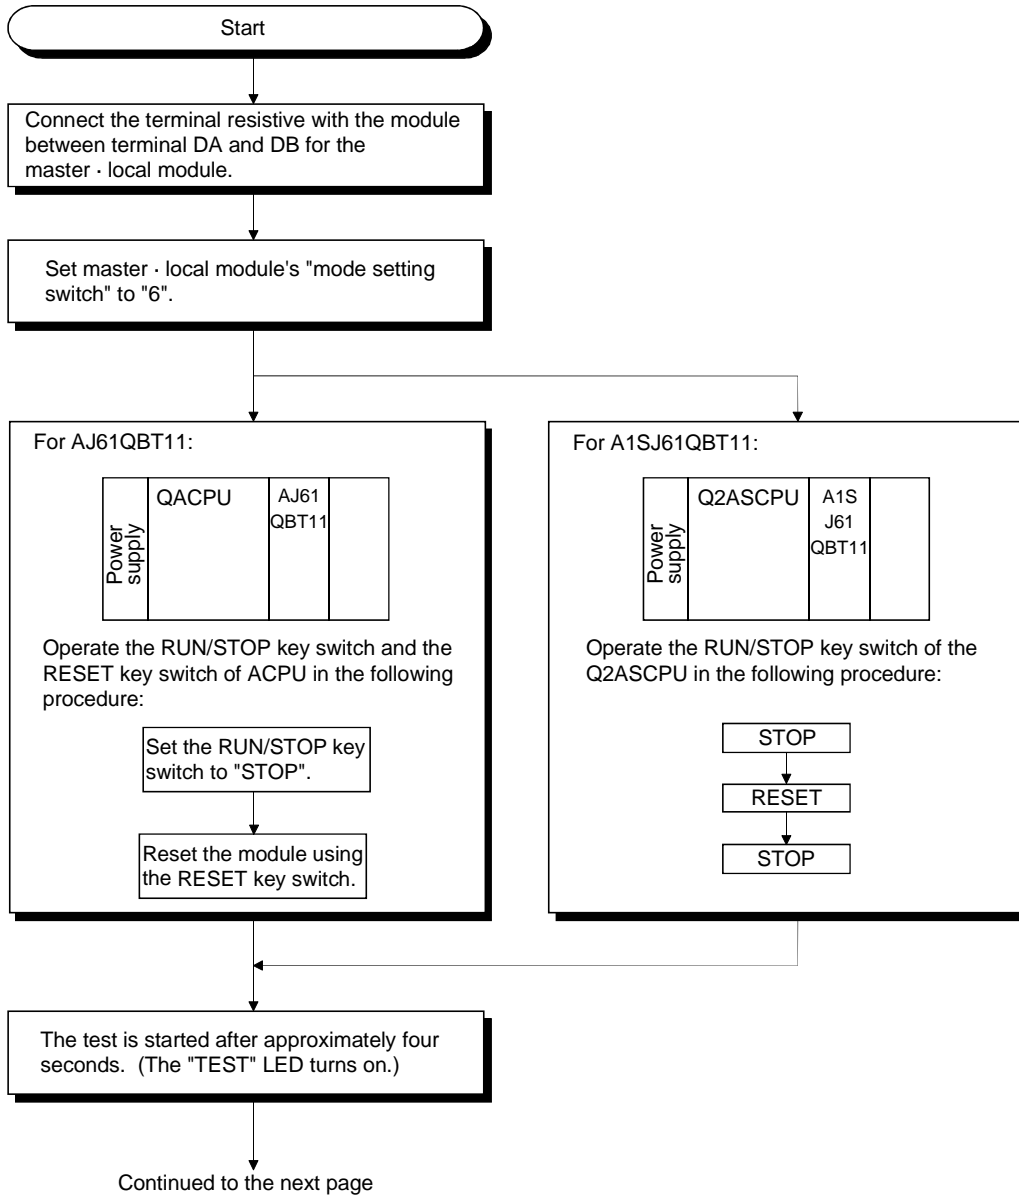 Start
Connect the terminal resistive with the module
between terminal DA and DB for the
master · local module.
Set master · local module's "mode setting
switch" to "6".
For AJ61QBT11:
Power
supply
QACPU
AJ61
QBT11
Operate the RUN/STOP key switch and the
RESET key switch of ACPU in the following
procedure:
Set the RUN/STOP key
switch to "STOP".
Reset the module using
the RESET key switch.
For A1SJ61QBT11:
Power
supply
Q2ASCPU
A1S
J61
QBT11
Operate the RUN/STOP key switch of the
Q2ASCPU in the following procedure:
STOP
RESET
STOP
The test is started after approximately four
seconds. (The "TEST" LED turns on.)
Continued to the next page